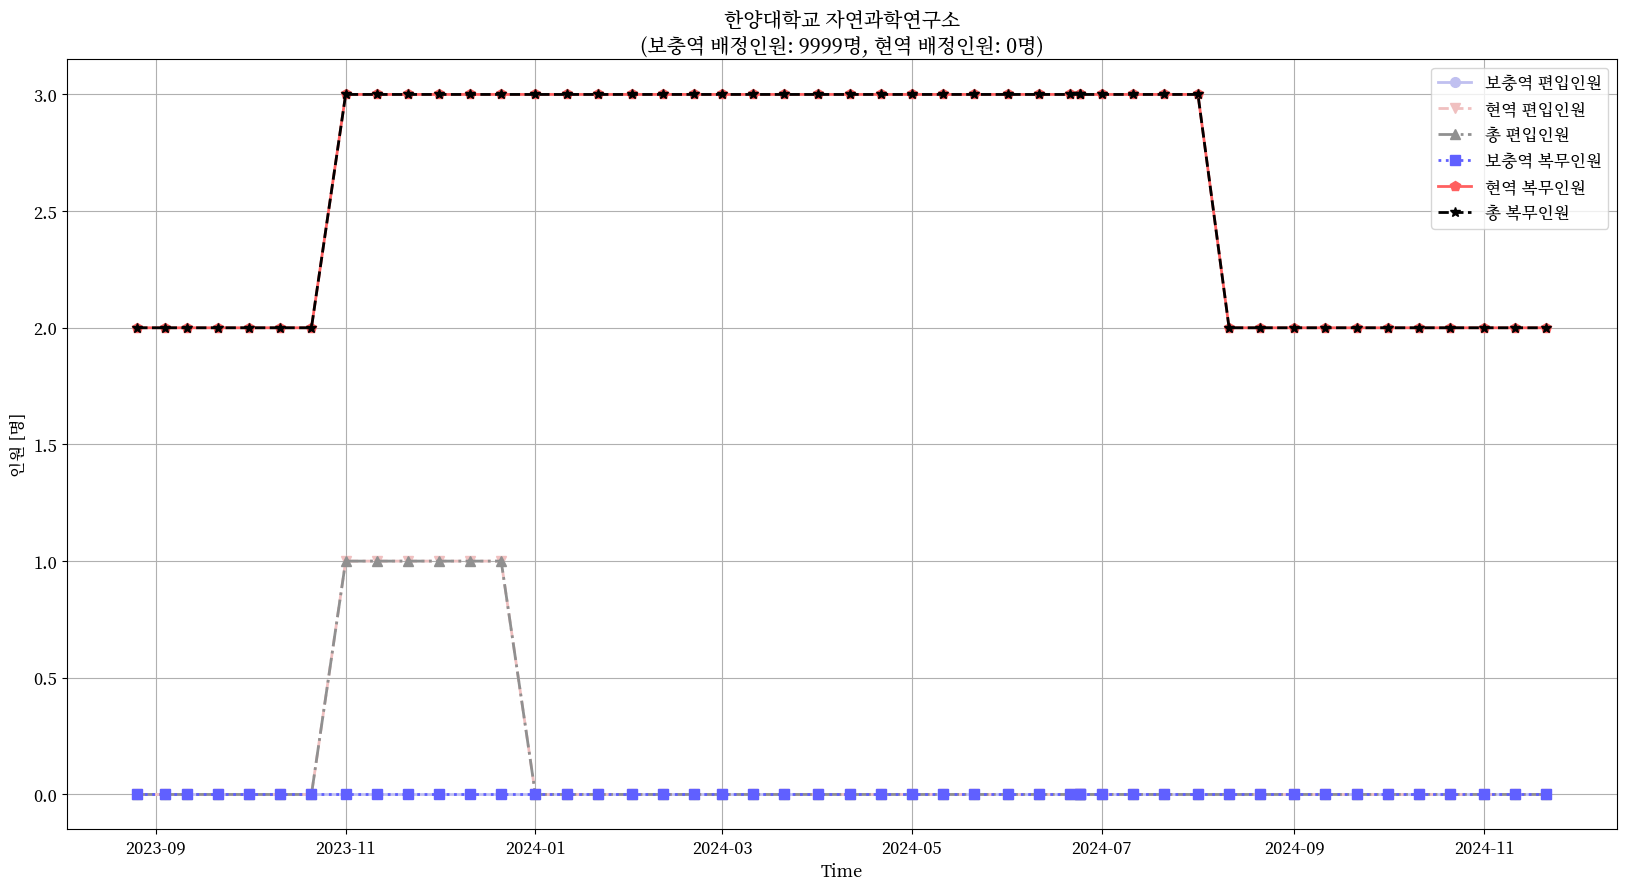 한양대학교 자연과학연구소
(보충역 배정인원: 9999명, 현역 배정인원: 0명)
보충역 편입인원
현역 편입인원
총 편입인원
보충역 복무인원
현역 복무인원
총 복무인원
3.0
2.5
2.0
1.5
1.0
0.5
0.0
인원 [명]
2023-09 2023-11 2024-01 2024-03 2024-05 2024-07 2024-09 2024-11
Time